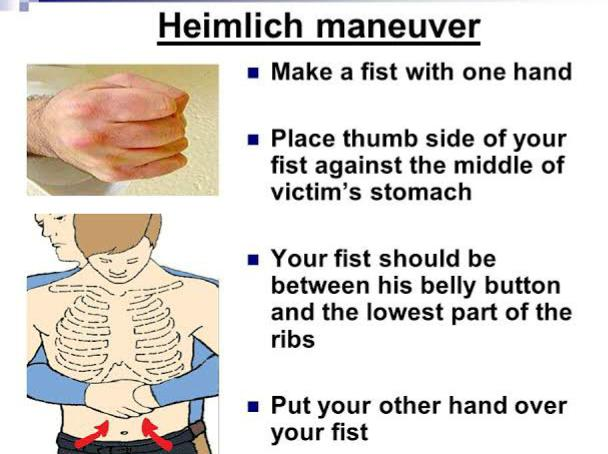 Heimlich maneuver
Make a fist with one hand
Place thumb side of your
fist against the middle of
victim's stomach
Your fist should be
between his belly button
and the lowest part of the
ribs
Put your other hand over
your fist